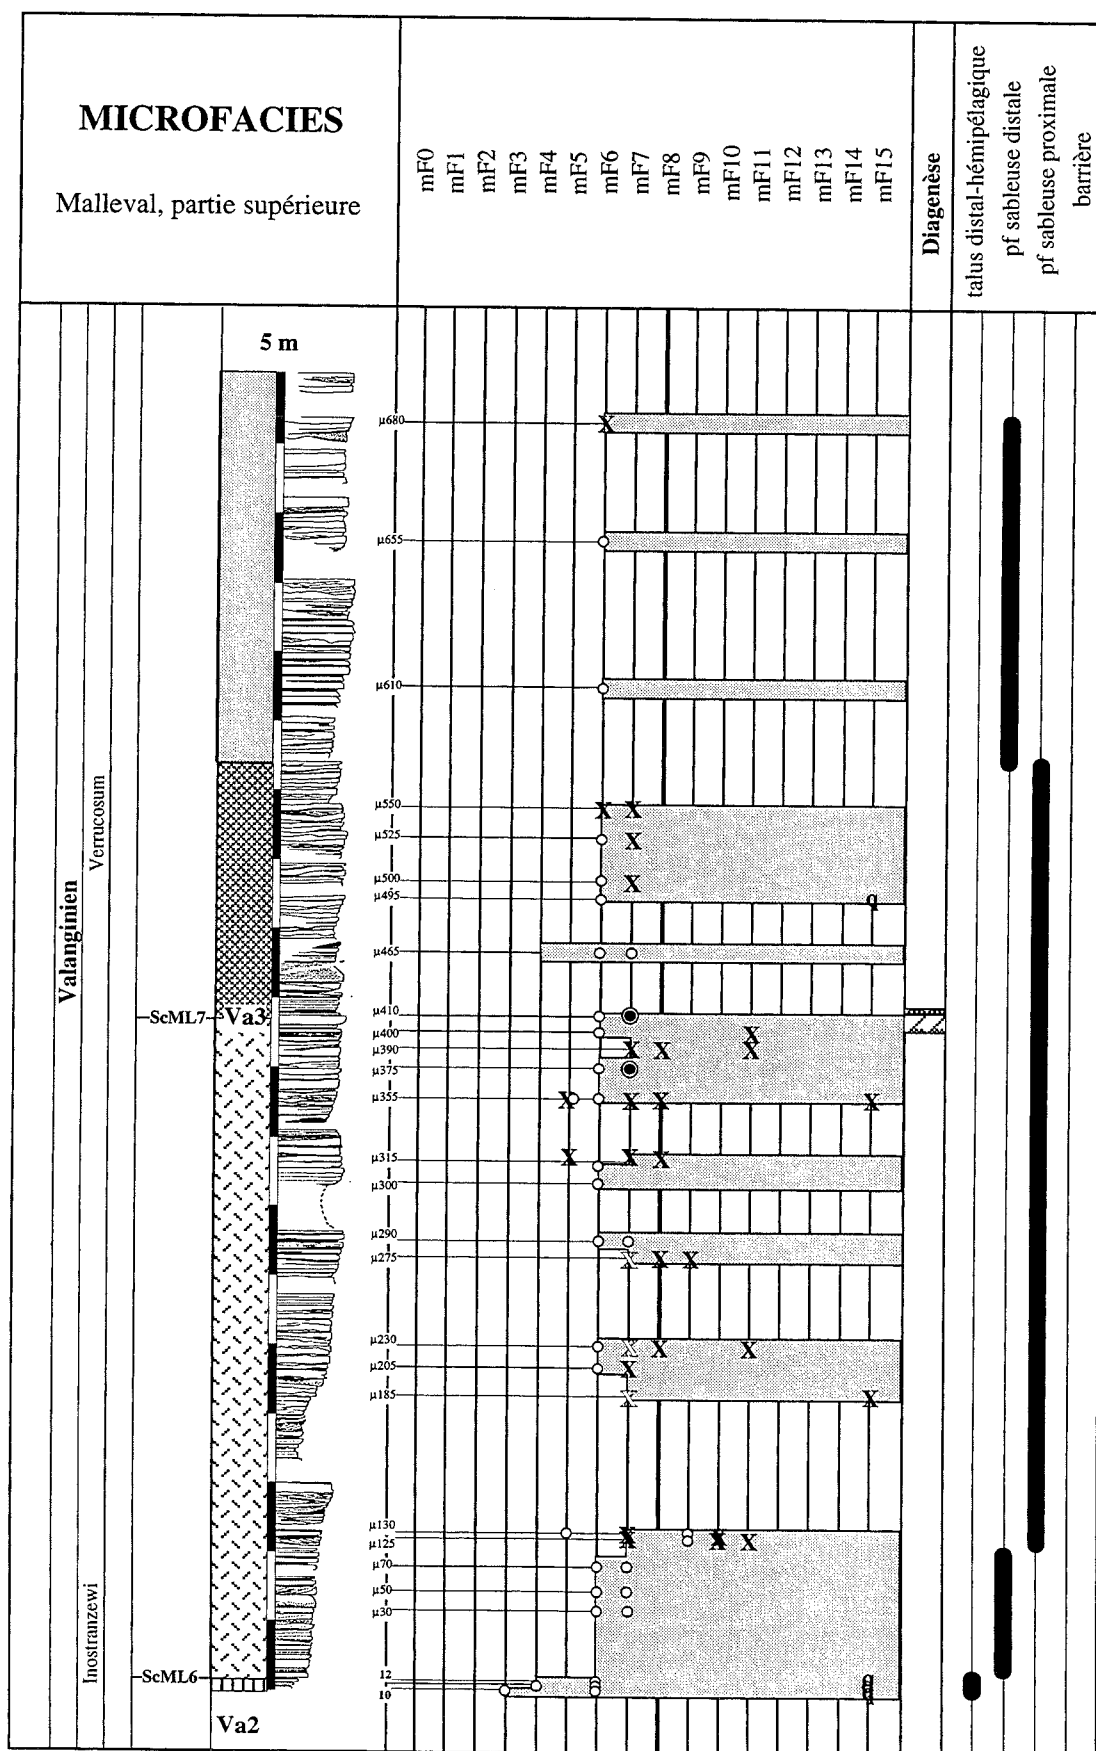 MICROFACIES
Malleval, partie supérieure
mF0
mF1
mF2
mF3
mF4
mF5
mF6
mF7
mF8
mF9
mF10
mF11
mF12
mF13
mF14
mF15
Diagenèse
talus distal-hémipélagique
pf sableuse distale
pf sableuse proximale
barrière
5 m
µ680
X
µ655
µ610
Verrucosum
Valanginien
µ550
X X
µ525
X
µ500
X
µ495
q
µ465
µ410
ScML7
Va3
µ400
X
µ390
X X X
µ375
µ355
X X X X
µ315
X X X
µ300
µ290
µ275
X X X
µ230
X X X
µ205
X
µ185
X X
µ130
µ125
X X X
µ70
µ50
µ30
Inostranzewi
ScML6
12
q
10
q
Va2